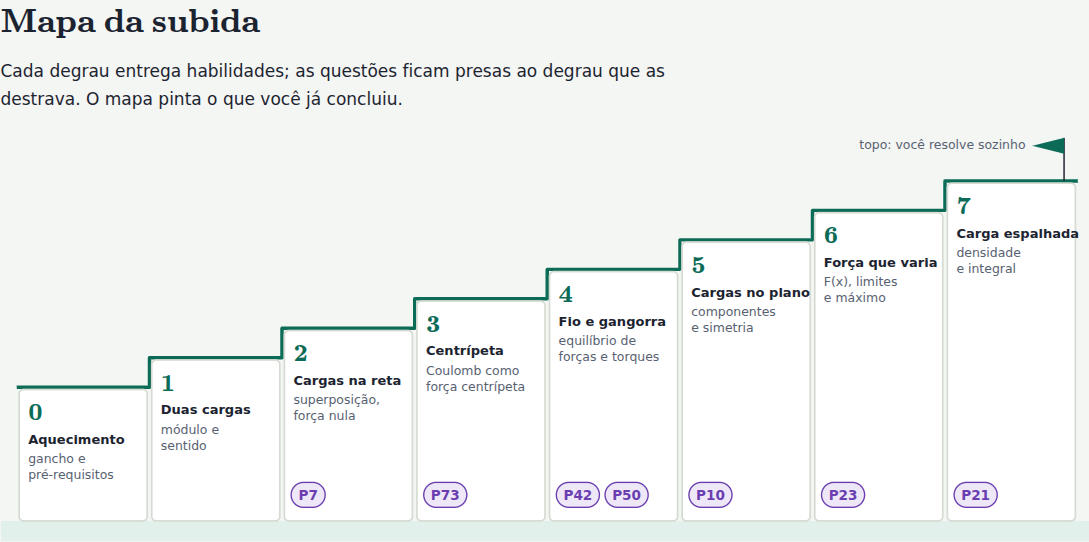 Mapa da subida
Cada degrau entrega habilidades; as questões ficam presas ao degrau que as
destrava. O mapa pinta o que você já concluiu.
topo: você resolve sozinho
0
Aquecimento
gancho e
pré-requisitos
1
Duas cargas
módulo e
sentido
2
Cargas na reta
superposição,
força nula
P7
3
Centrípeta
Coulomb como
força centrípeta
P73
4
Fio e gangorra
equilíbrio de
forças e torques
P42 P50
5
Cargas no plano
componentes
e simetria
P10
6
Força que varia
F(x), limites
e máximo
P23
7
Carga espalhada
densidade
e integral
P21